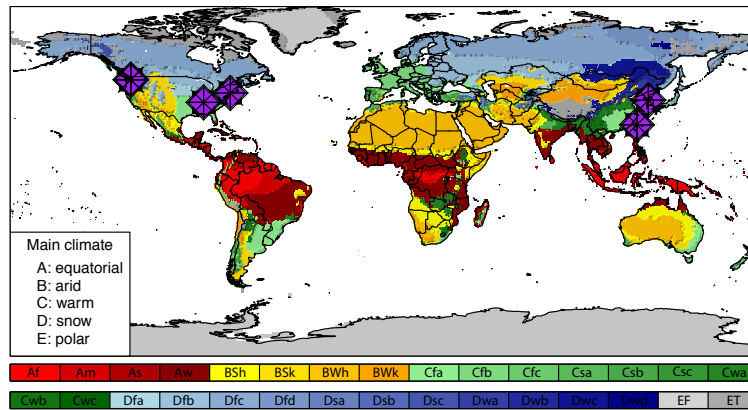 Main climate
A: equatorial
B: arid
C: warm
D: snow
E: polar
Af Am As Aw BSh BSk BWh BWk Cfa Cfb Cfc Csa Csb Csc Cwa
Cwb Cwc Dfa Dfb Dfc Dfd Dsa Dsb Dsc Dwa Dwb Dwc Dwd EF ET